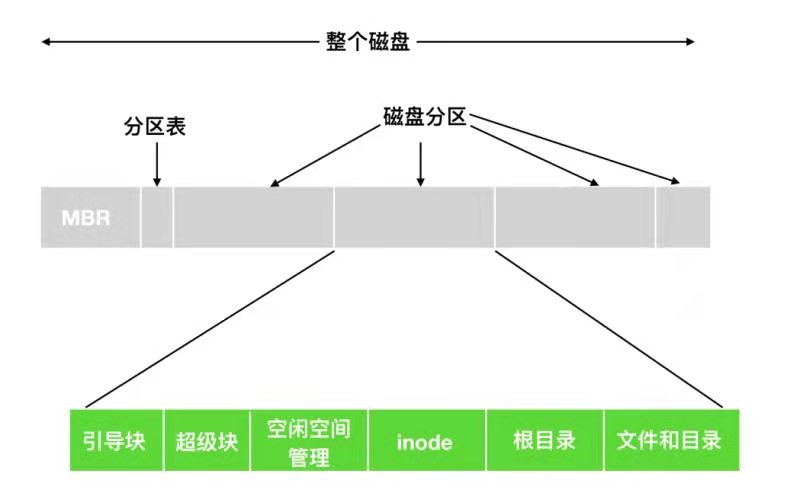 整个磁盘
分区表
磁盘分区
MBR
引导块
超级块
空闲空间
管理
inode
根目录
文件和目录